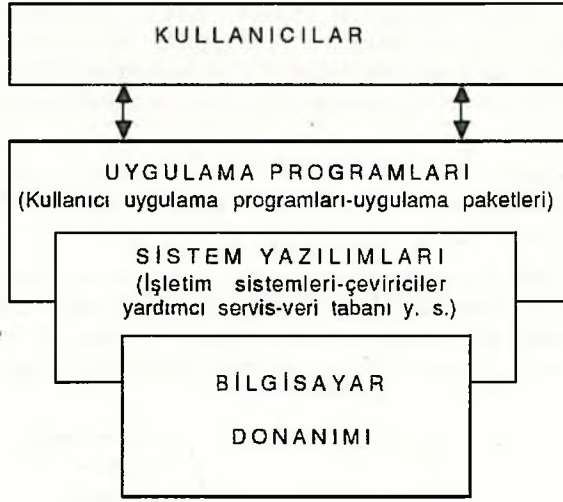 KULLANICILAR
UYGULAMA PROGRAMLARI
(Kullanıcı uygulama programları-uygulama paketleri)
SİSTEM YAZILIMLARI
(İşletim sistemleri-çeviriciler
yardımcı servis-veri tabanı y. s.)
BİLGİSAYAR
DONANIMI